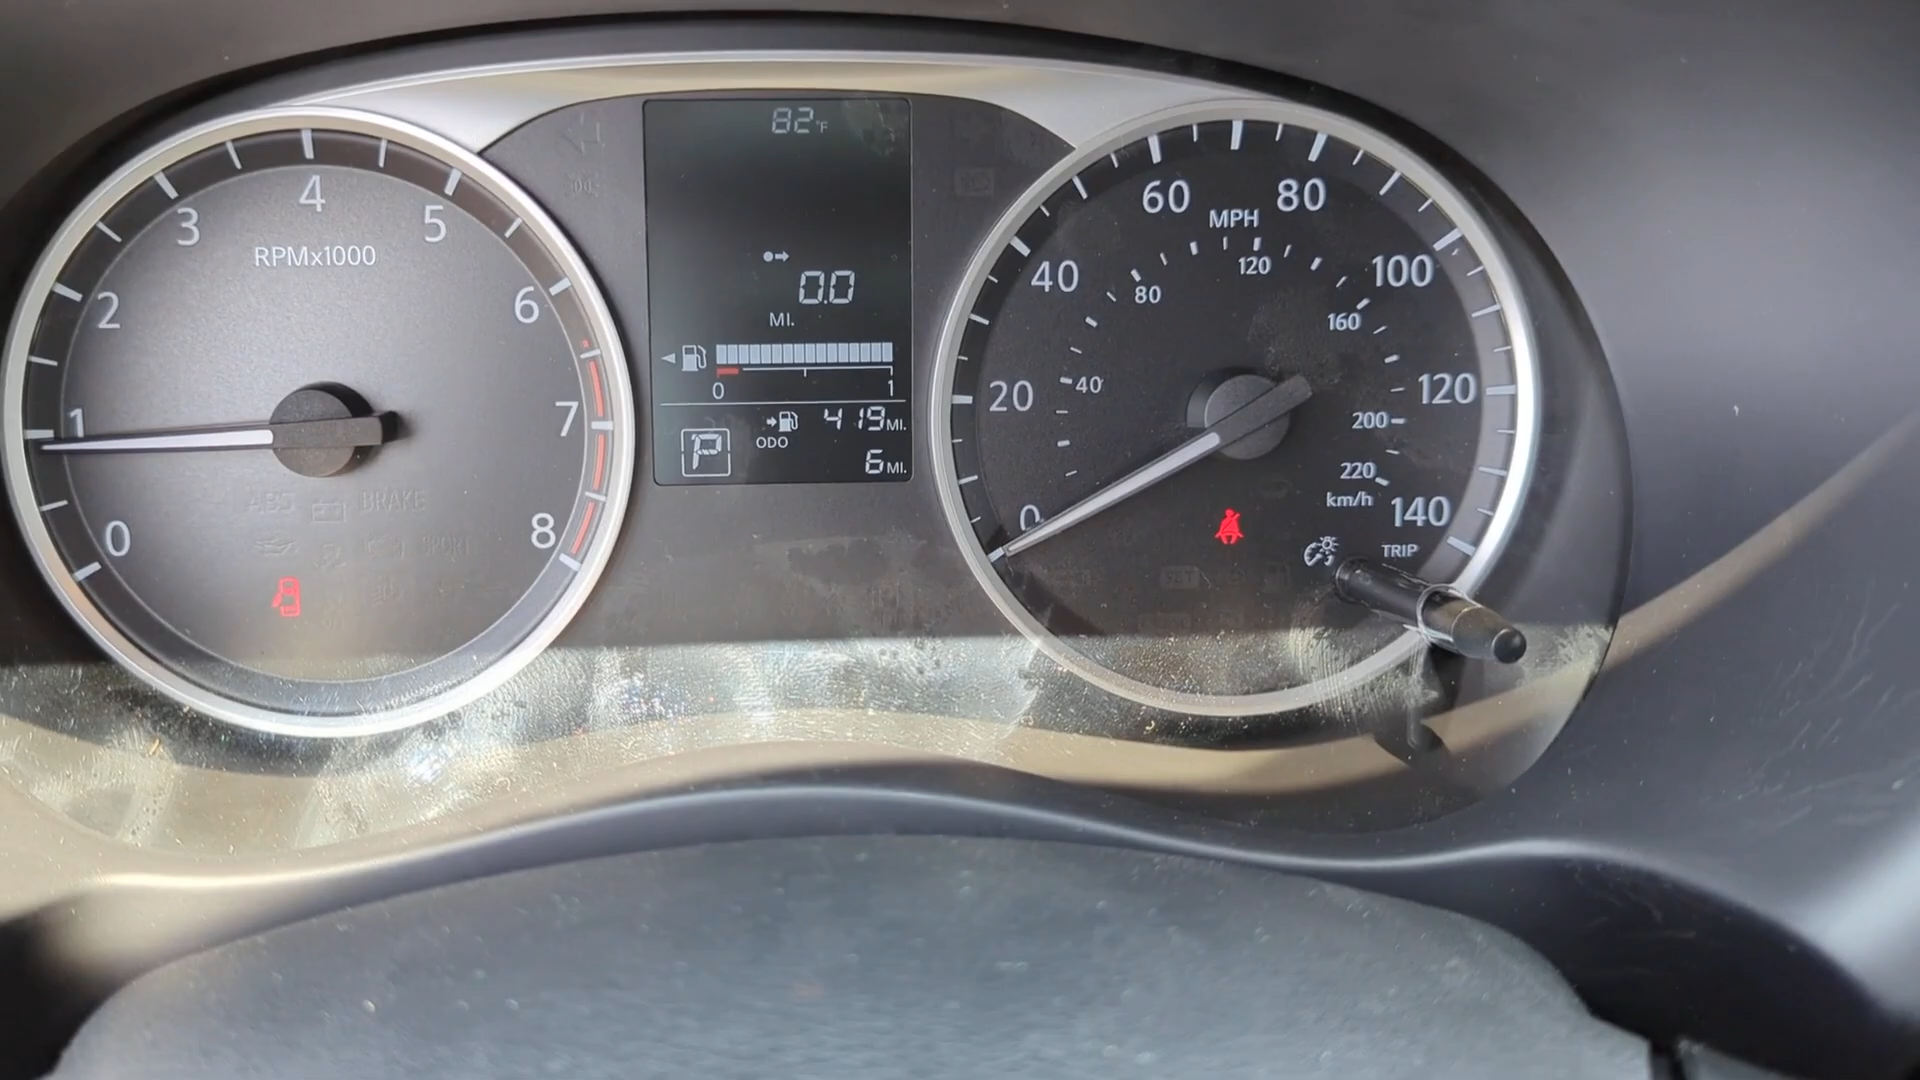 82°F
0.0
MI.
0 1
419 MI.
ODO
P
6 MI.
RPMx1000
0
1
2
3
4
5
6
7
8
ABS BRAKE
SPORT
MPH
0
20
40
60
80
100
120
140
40
80
120
160
200
220
km/h
SET
TRIP